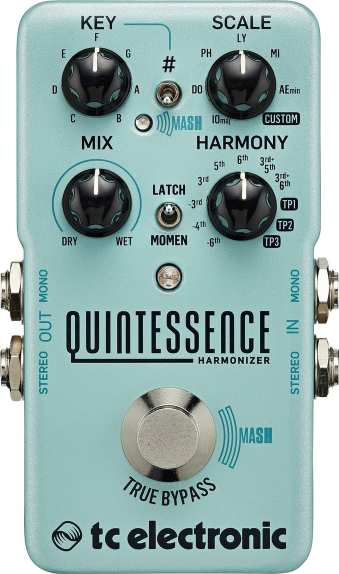 KEY SCALE
F LY
E G # PH MI
D A DO AEmin
C B 10maj CUSTOM
MASH
MIX HARMONY
5th 6th 3rd+5th
LATCH 3rd 3rd+6th
-3rd TP1
MOMEN -4th TP2
DRY WET -6th TP3
STEREO OUT MONO
STEREO IN MONO
QUINTESSENCE
HARMONIZER
MASH
TRUE BYPASS
tc electronic